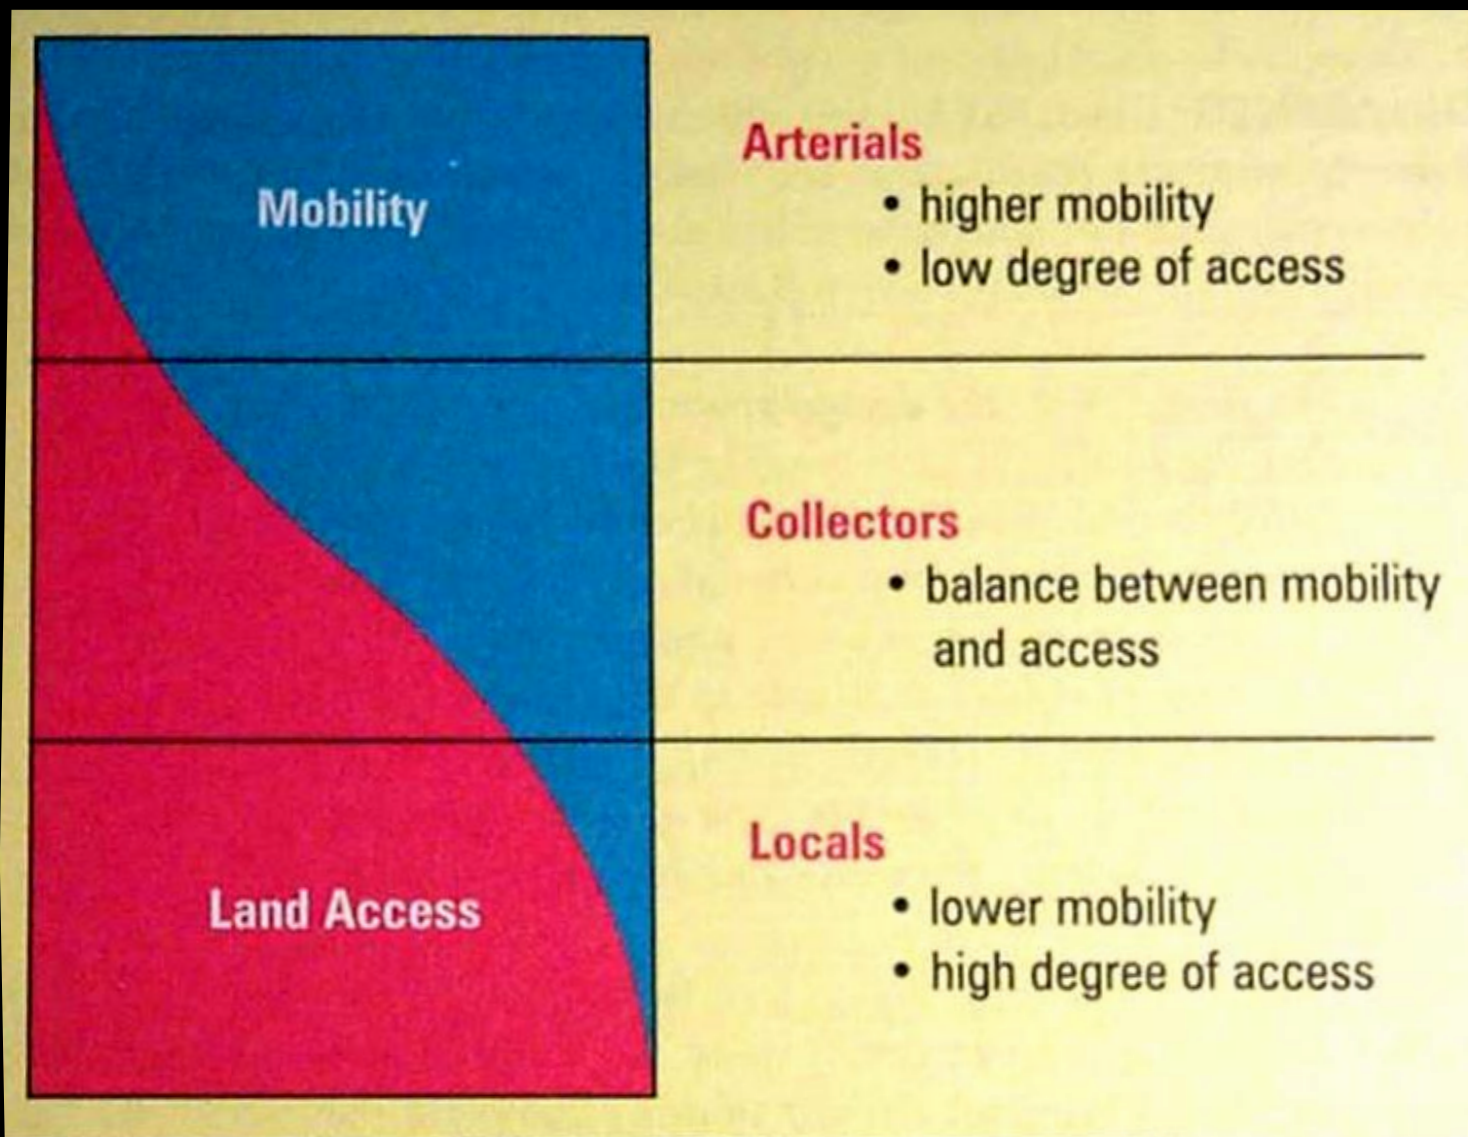 Mobility
Arterials
• higher mobility
• low degree of access
Collectors
• balance between mobility
and access
Land Access
Locals
• lower mobility
• high degree of access